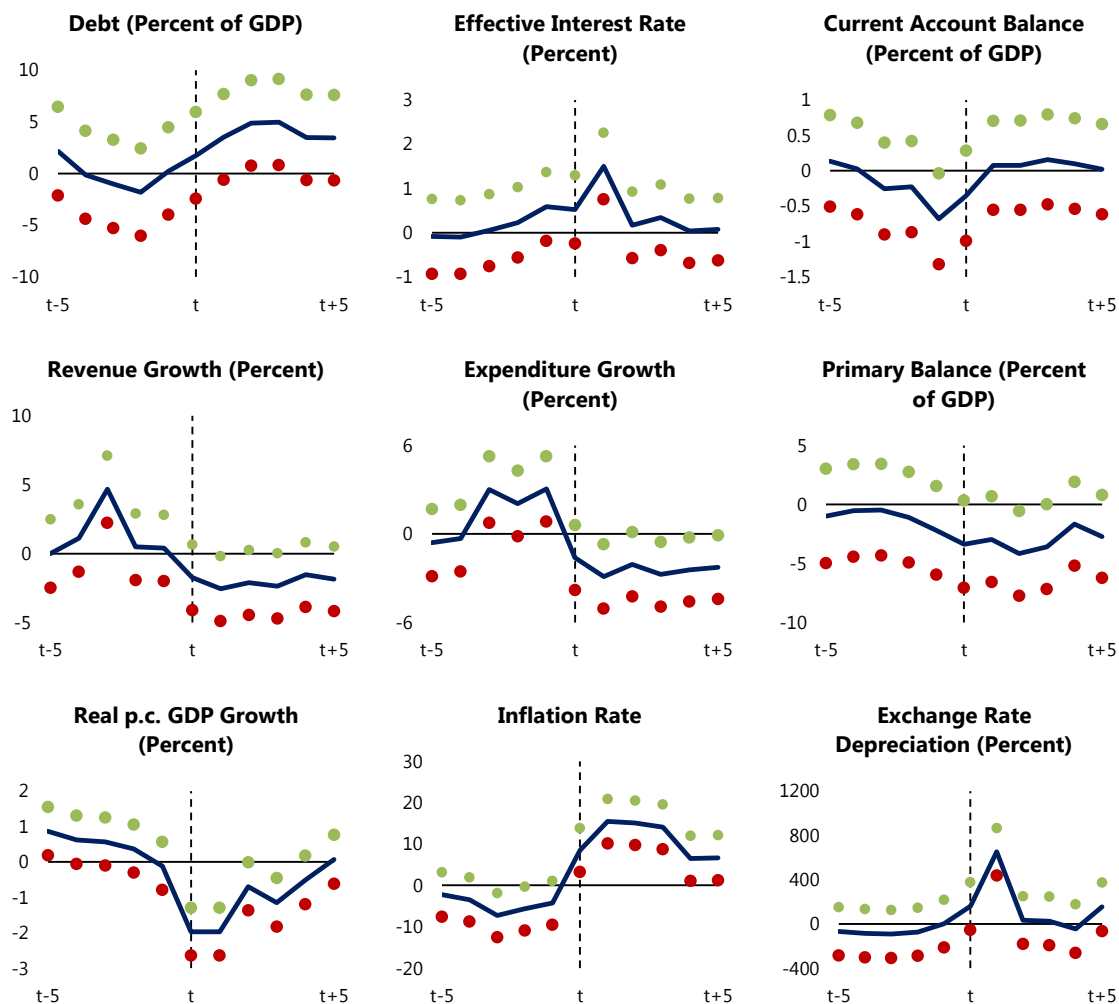 Debt (Percent of GDP)
10
5
0
-5
-10
t-5 t t+5
Effective Interest Rate
(Percent)
3
2
1
0
-1
t-5 t t+5
Current Account Balance
(Percent of GDP)
1
0.5
0
-0.5
-1
-1.5
t-5 t t+5
Revenue Growth (Percent)
10
5
0
-5
t-5 t t+5
Expenditure Growth
(Percent)
6
0
-6
t-5 t t+5
Primary Balance (Percent
of GDP)
5
0
-5
-10
t-5 t t+5
Real p.c. GDP Growth
(Percent)
2
1
0
-1
-2
-3
t-5 t t+5
Inflation Rate
30
20
10
0
-10
-20
t-5 t t+5
Exchange Rate
Depreciation (Percent)
1200
800
400
0
-400
t-5 t t+5